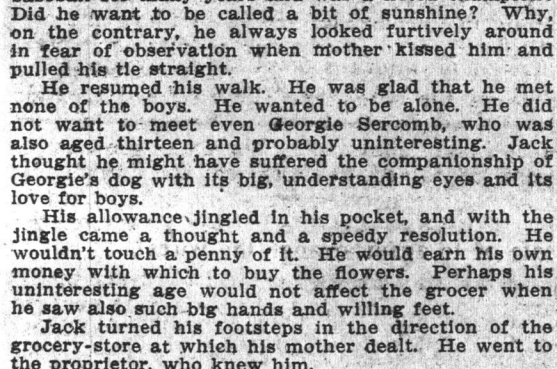 Did he want to be called a bit of sunshine? Why,
on the contrary, he always looked furtively around
in fear of observation when mother kissed him and
pulled his tie straight.
He resumed his walk. He was glad that he met
none of the boys. He wanted to be alone. He did
not want to meet even Georgie Sercomb, who was
also aged thirteen and probably uninteresting. Jack
thought he might have suffered the companionship of
Georgie's dog with its big, understanding eyes and its
love for boys.
His allowance jingled in his pocket, and with the
jingle came a thought and a speedy resolution. He
wouldn't touch a penny of it. He would earn his own
money with which to buy the flowers. Perhaps his
uninteresting age would not affect the grocer when
he saw also such big hands and willing feet.
Jack turned his footsteps in the direction of the
grocery-store at which his mother dealt. He went to
the proprietor, who knew him.